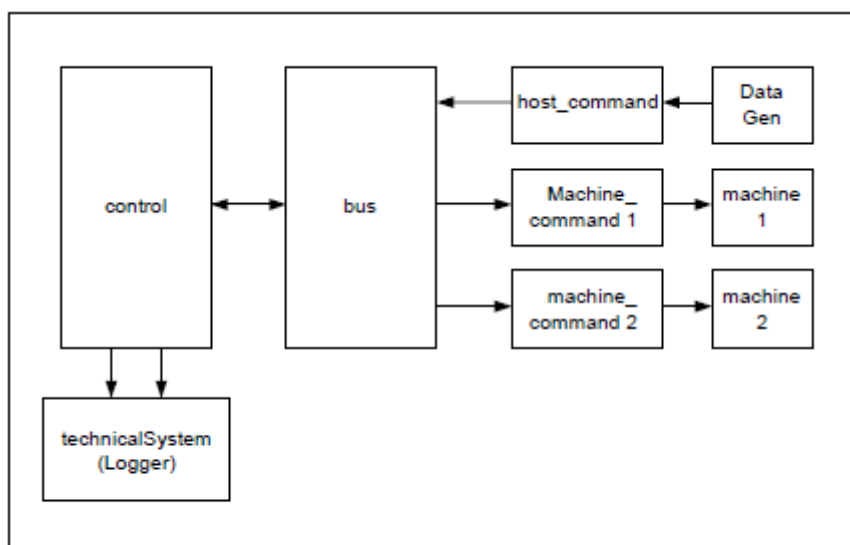 control
bus
host_command
Data
Gen
Machine_
command 1
machine
1
machine_
command 2
machine
2
technicalSystem
(Logger)